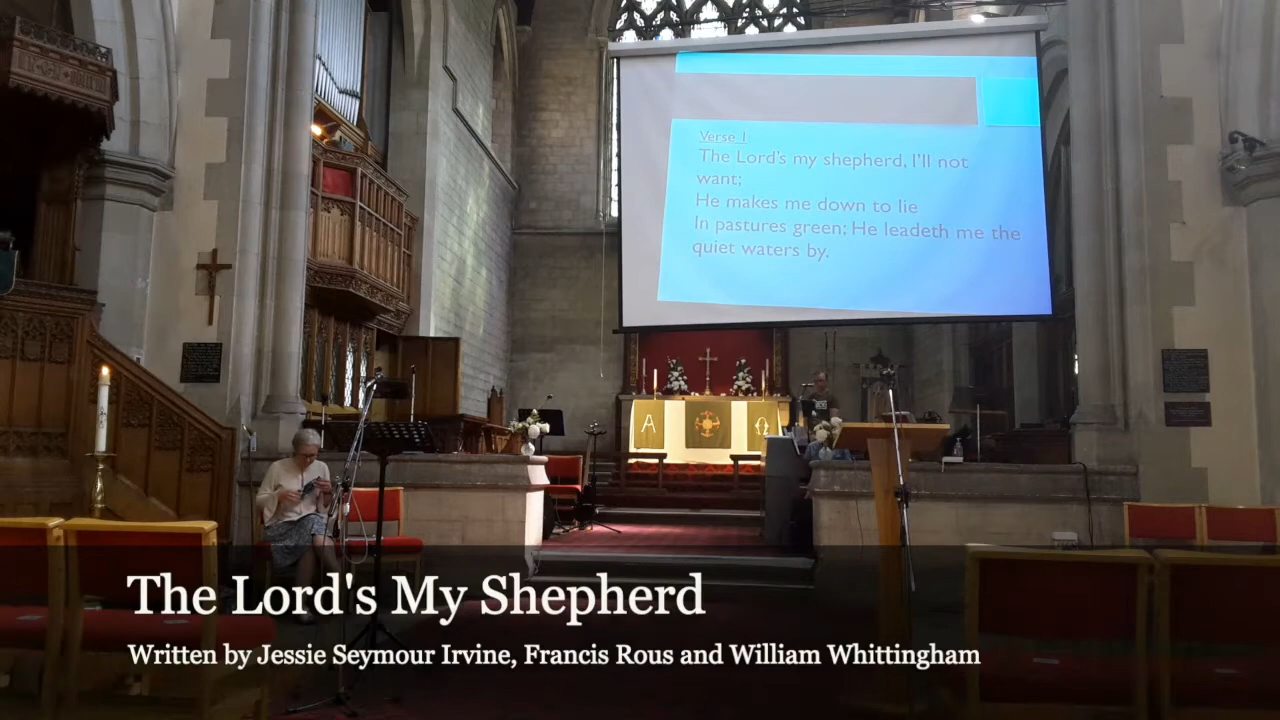 Verse 1
The Lord's my shepherd, I'll not
want;
He makes me down to lie
In pastures green; He leadeth me the
quiet waters by.
A Ω
The Lord's My Shepherd
Written by Jessie Seymour Irvine, Francis Rous and William Whittingham